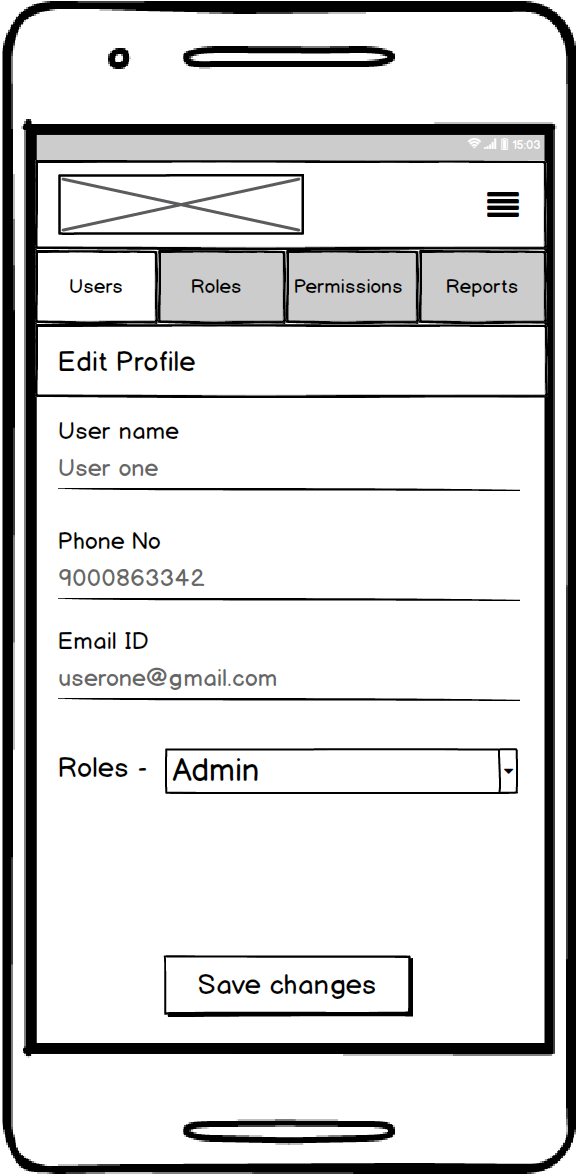 15:03
Users Roles Permissions Reports
Edit Profile
User name
User one
Phone No
9000863342
Email ID
userone@gmail.com
Roles - Admin
Save changes